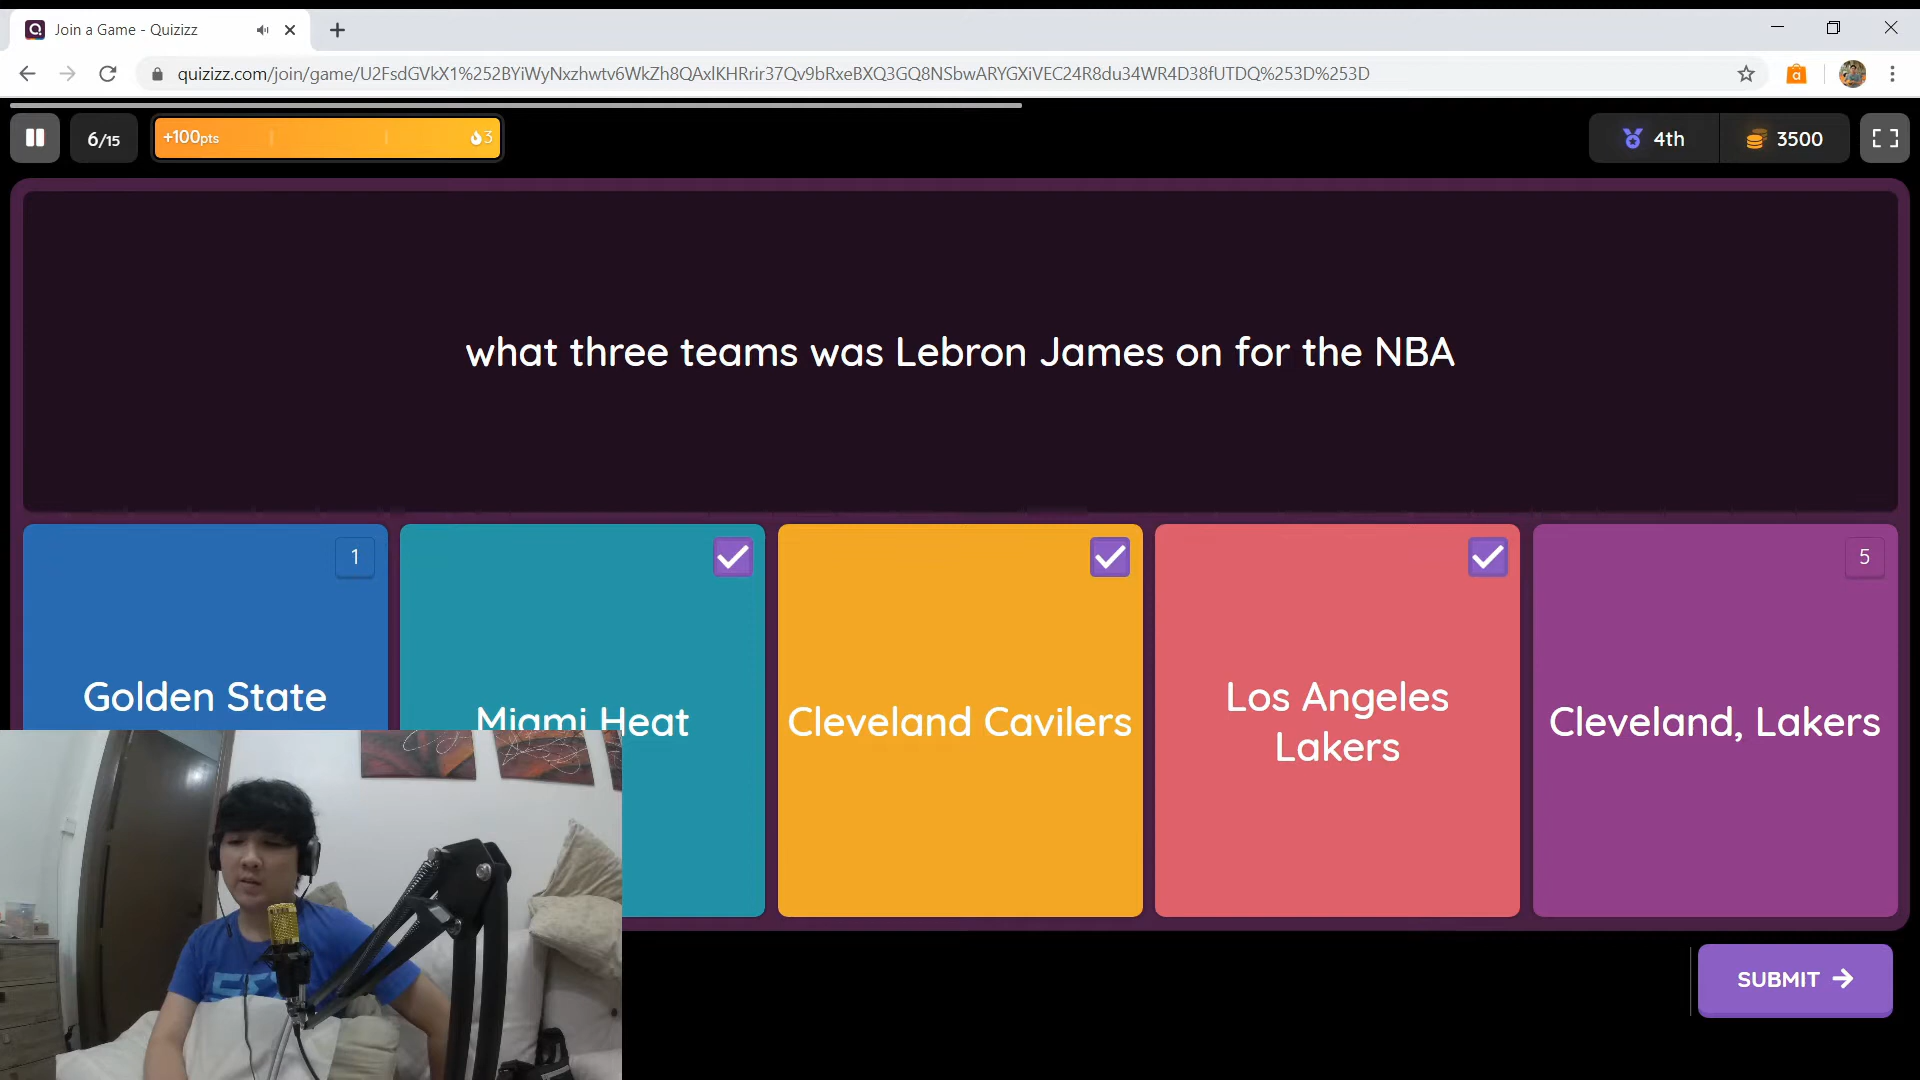 Join a Game - Quizizz
quizizz.com/join/game/U2FsdGVkX1%252BYiWyNxzhwtv6WkZh8QAxlKHRrir37Qv9bRxeBXQ3GQ8NSbwARYGXiVEC24R8du34WR4D38fUTDQ%253D%253D
6/15
+100pts
3
4th
3500
what three teams was Lebron James on for the NBA
1
5
Golden State
Miami Heat
Cleveland Cavilers
Los Angeles
Lakers
Cleveland, Lakers
SUBMIT